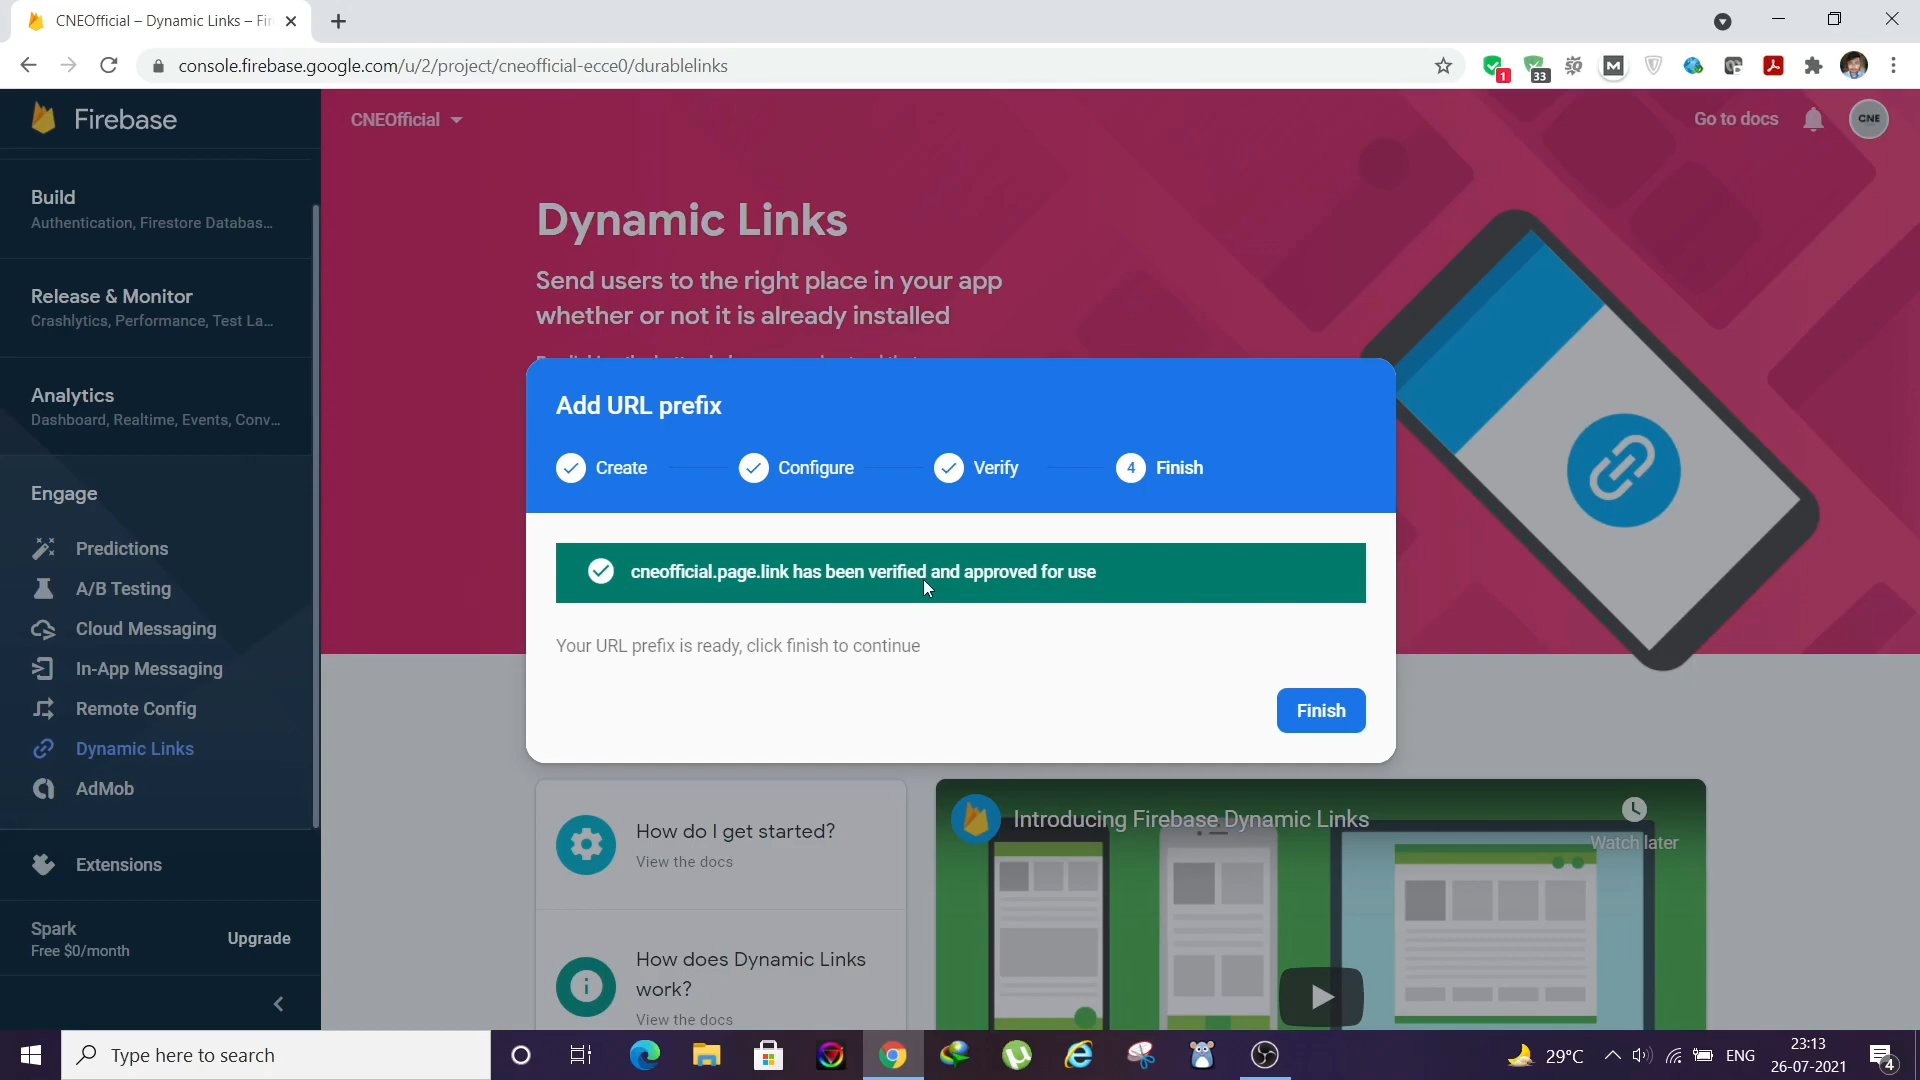 CNEOfficial – Dynamic Links – Fi
console.firebase.google.com/u/2/project/cneofficial-ecce0/durablelinks
1
33
Firebase
CNEOfficial
Go to docs
CNE
Build
Authentication, Firestore Databas...
Release & Monitor
Crashlytics, Performance, Test La...
Analytics
Dashboard, Realtime, Events, Conv...
Engage
Predictions
A/B Testing
Cloud Messaging
In-App Messaging
Remote Config
Dynamic Links
AdMob
Extensions
Spark
Free $0/month
Upgrade
Dynamic Links
Send users to the right place in your app
whether or not it is already installed
Add URL prefix
Create
Configure
Verify
4 Finish
cneofficial.page.link has been verified and approved for use
Your URL prefix is ready, click finish to continue
Finish
How do I get started?
View the docs
How does Dynamic Links
work?
View the docs
Introducing Firebase Dynamic Links
Watch later
Type here to search
29°C
ENG
23:13
26-07-2021
4